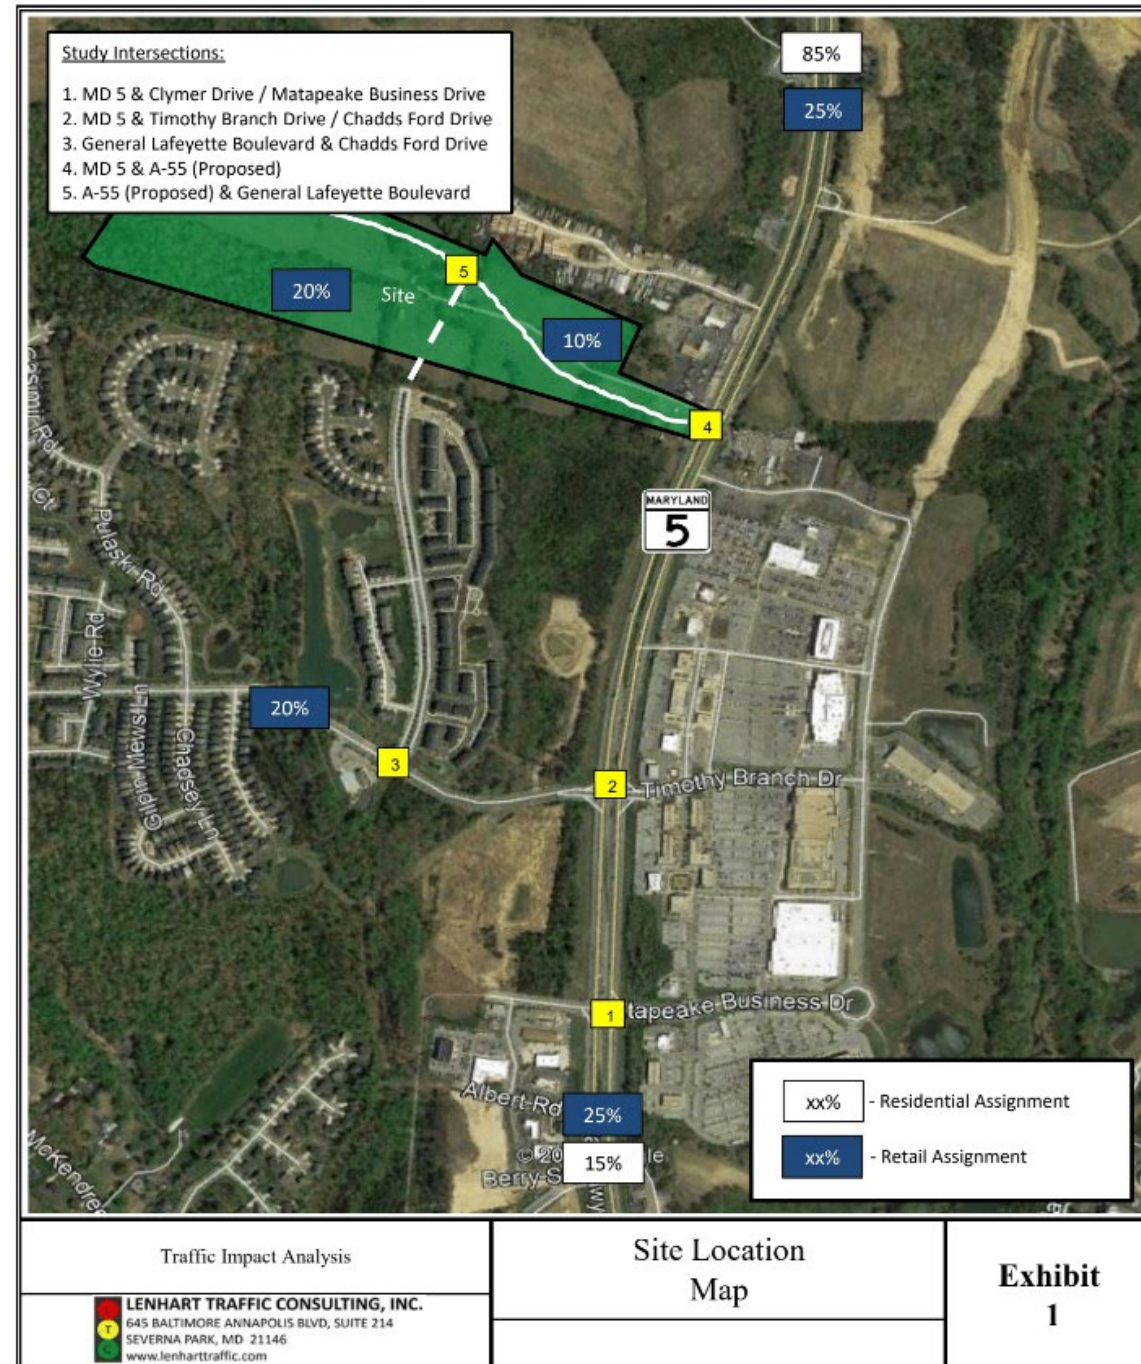 Study Intersections:
1. MD 5 & Clymer Drive / Matapeake Business Drive
2. MD 5 & Timothy Branch Drive / Chadds Ford Drive
3. General Lafeyette Boulevard & Chadds Ford Drive
4. MD 5 & A-55 (Proposed)
5. A-55 (Proposed) & General Lafeyette Boulevard
85%
25%
5
20%
Site
10%
4
MARYLAND
5
Ct
Pulaski Rd
Wylie Rd
20%
Chapsey Ln
3
2
Timothy Branch Dr
1
tapeake Business Dr
Albert Rd
25%
15%
xx% - Residential Assignment
xx% - Retail Assignment
Traffic Impact Analysis
LTC
LENHART TRAFFIC CONSULTING, INC.
645 BALTIMORE ANNAPOLIS BLVD, SUITE 214
SEVERNA PARK, MD 21146
www.lenharttraffic.com
Site Location
Map
Exhibit
1